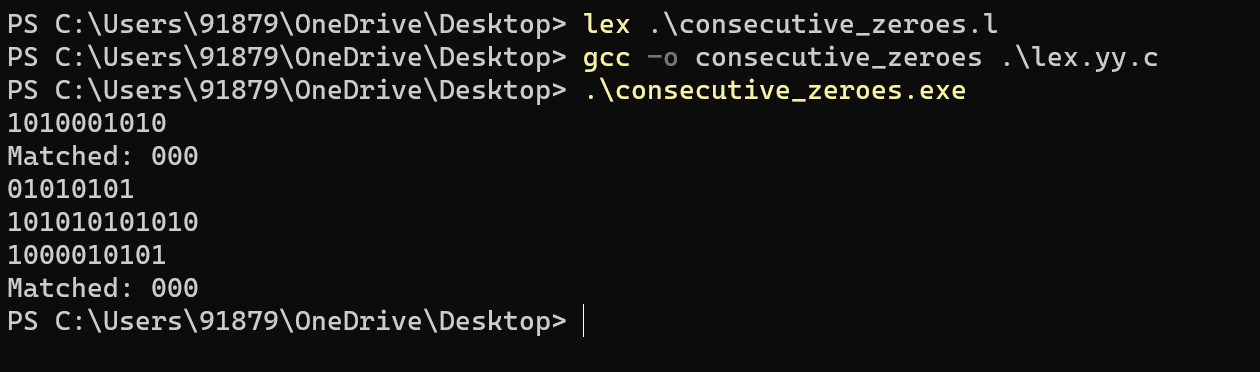 PS C:\Users\91879\OneDrive\Desktop> lex .\consecutive_zeroes.l
PS C:\Users\91879\OneDrive\Desktop> gcc -o consecutive_zeroes .\lex.yy.c
PS C:\Users\91879\OneDrive\Desktop> .\consecutive_zeroes.exe
1010001010
Matched: 000
01010101
101010101010
1000010101
Matched: 000
PS C:\Users\91879\OneDrive\Desktop>